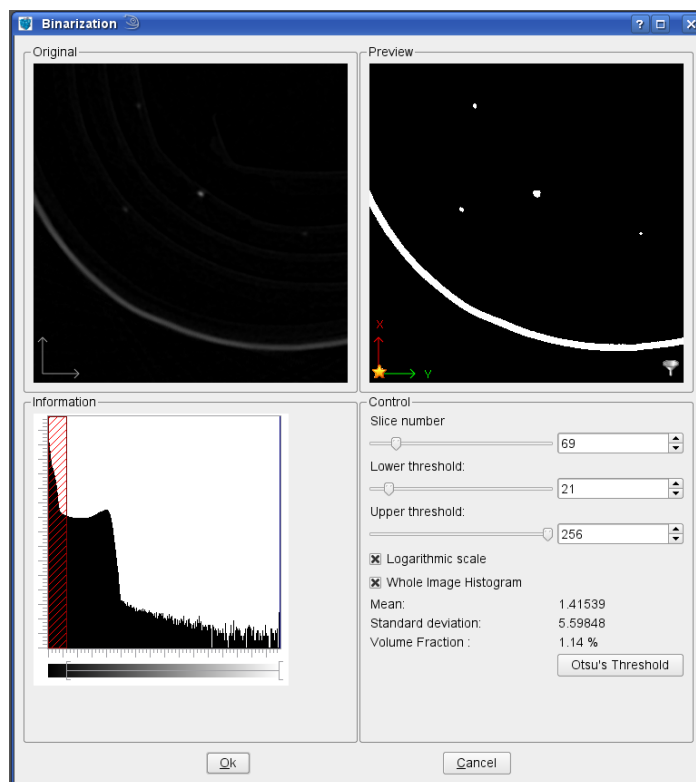 Binarization
Original
Preview
X
Y
Information
Control
Slice number
69
Lower threshold:
21
Upper threshold:
256
Logarithmic scale
Whole Image Histogram
Mean: 1.41539
Standard deviation: 5.59848
Volume Fraction : 1.14 %
Otsu's Threshold
Ok
Cancel